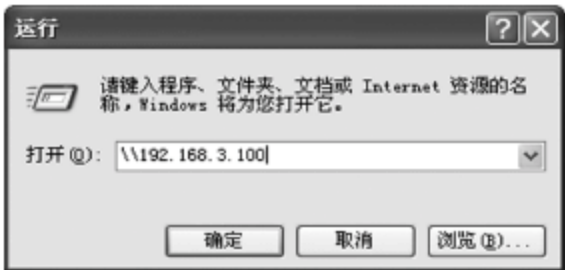 运行
请键入程序、文件夹、文档或 Internet 资源的名
称，Windows 将为您打开它。
打开(O): \\192.168.3.100
确定 取消 浏览(B)...